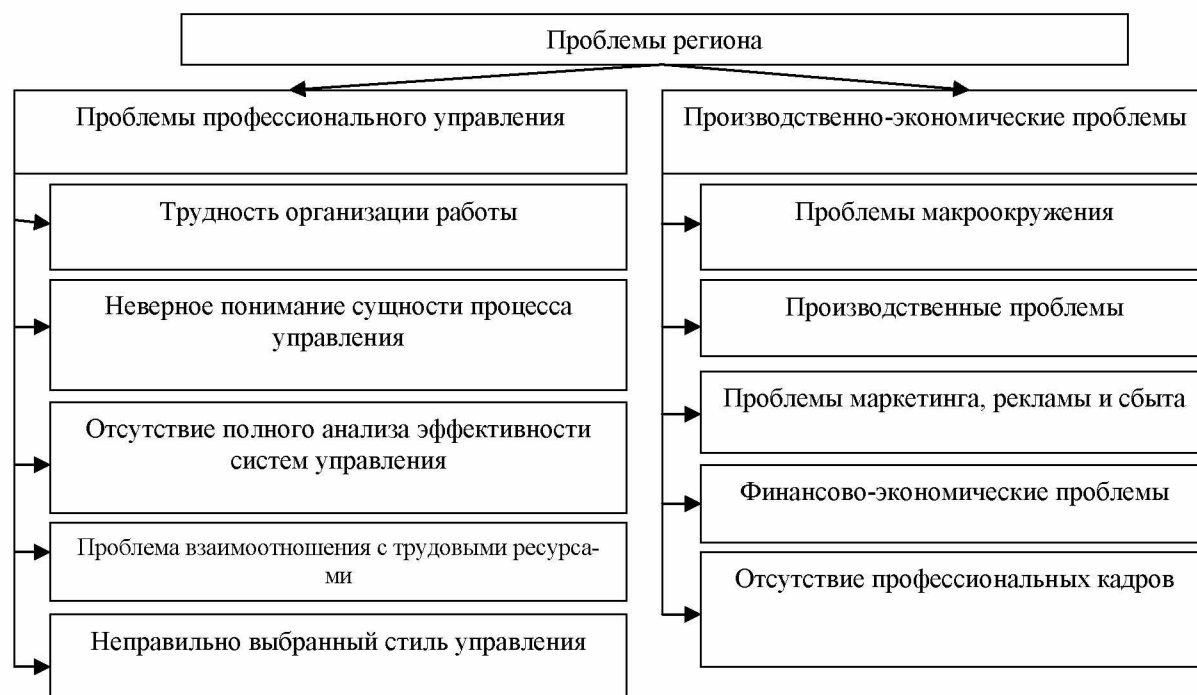 Проблемы региона
Проблемы профессионального управления
Трудность организации работы
Неверное понимание сущности процесса
управления
Отсутствие полного анализа эффективности
систем управления
Проблема взаимоотношения с трудовыми ресурса-
ми
Неправильно выбранный стиль управления
Производственно-экономические проблемы
Проблемы макроокружения
Производственные проблемы
Проблемы маркетинга, рекламы и сбыта
Финансово-экономические проблемы
Отсутствие профессиональных кадров